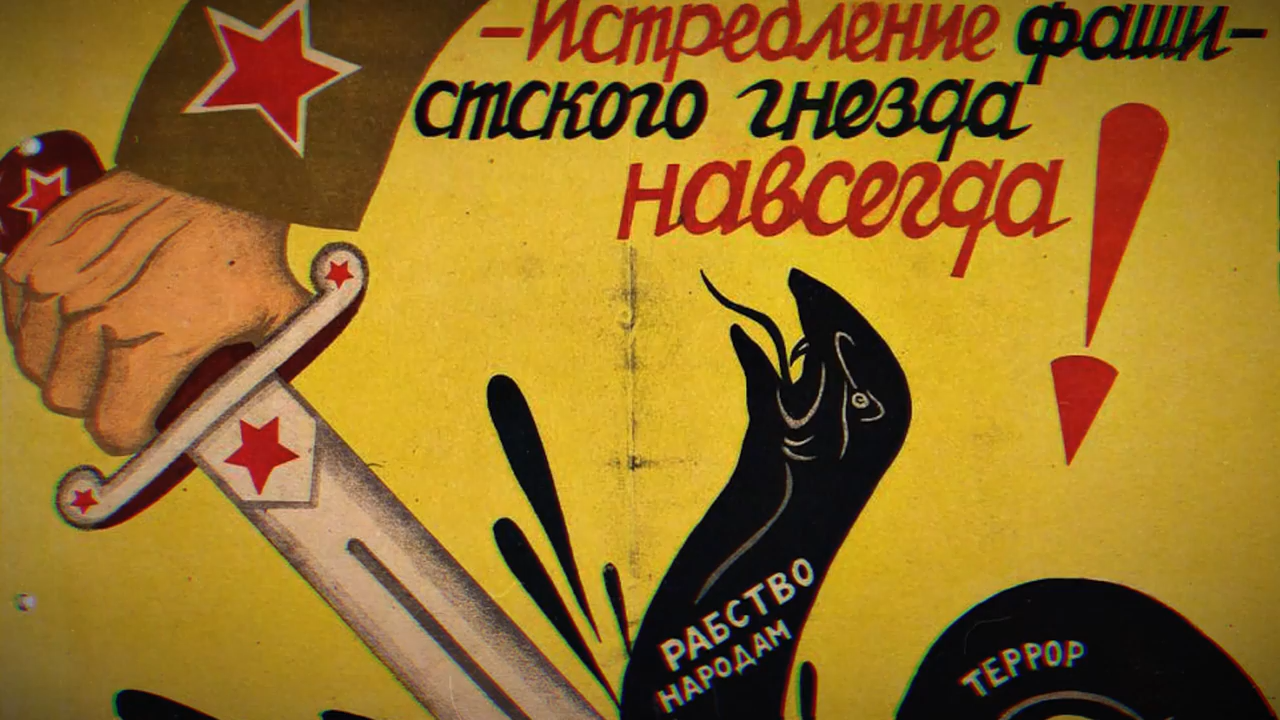 –Истребление фаши–
стского гнезда
навсегда!
РАБСТВО
НАРОДАМ
ТЕРРОР